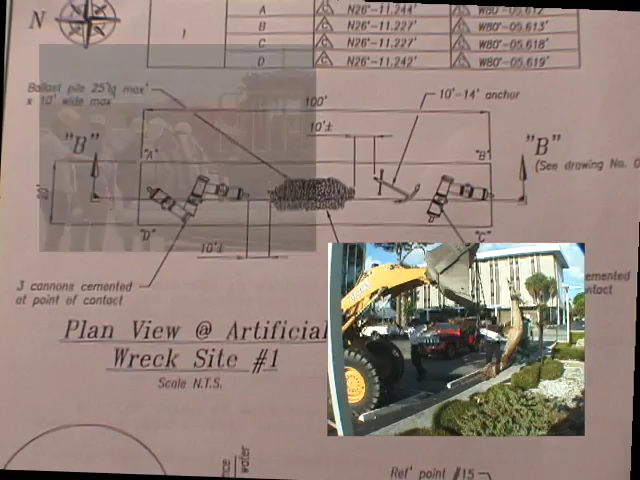 N
A N26°-11.244' W80°-05.612'
1 B N26°-11.227' W80°-05.613'
C N26°-11.227' W80°-05.618'
D N26°-11.242' W80°-05.619'
Ballast pile 25'lg max'
x 10' wide max
100'
10'-14' anchor
10'±
"B"
"B"
(See drawing No.
"A"
"B"
"D"
"C"
10'±
3 cannons cemented
at point of contact
Plan View @ Artificial
Wreck Site #1
Scale N.T.S.
water
Ref' point #15